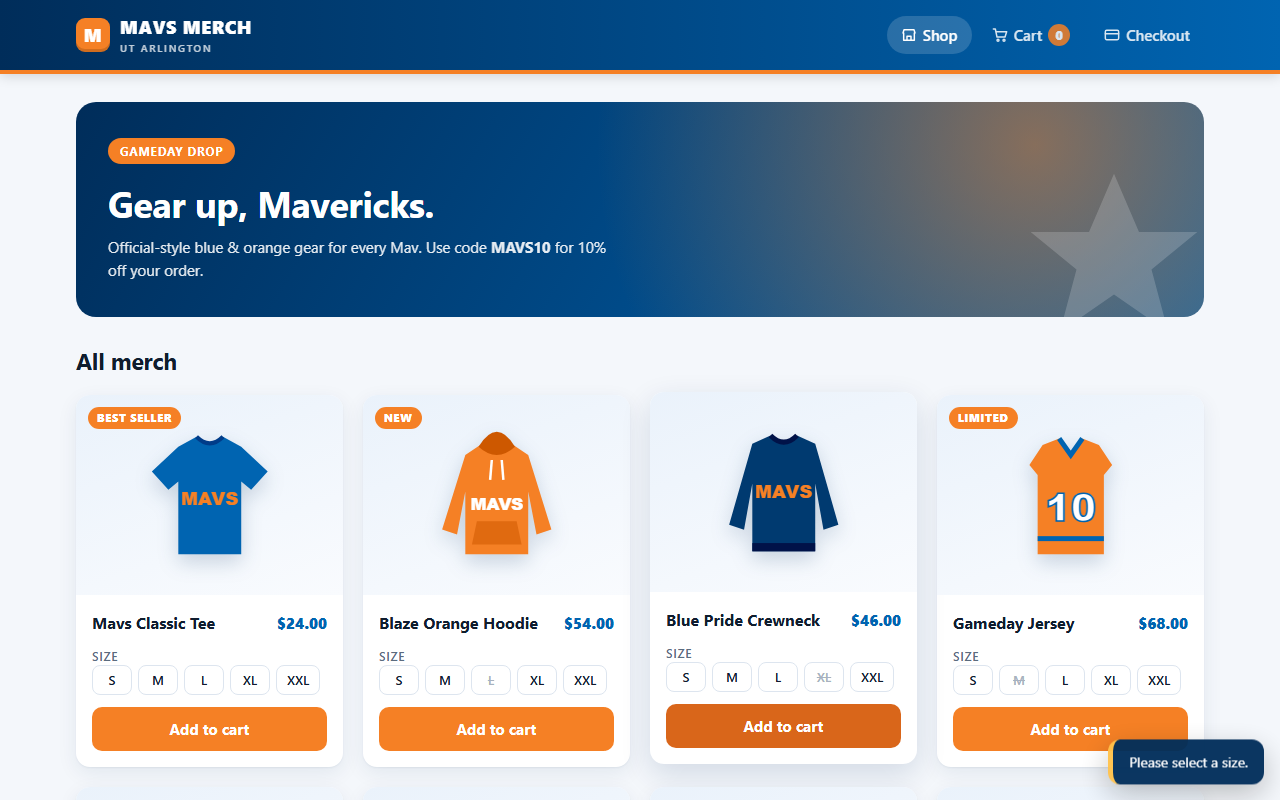 M MAVS MERCH
UT ARLINGTON
Shop Cart 0 Checkout
GAMEDAY DROP
Gear up, Mavericks.
Official-style blue & orange gear for every Mav. Use code MAVS10 for 10%
off your order.
All merch
BEST SELLER
MAVS
Mavs Classic Tee $24.00
SIZE
S M L XL XXL
Add to cart
NEW
MAVS
Blaze Orange Hoodie $54.00
SIZE
S M L XL XXL
Add to cart
MAVS
Blue Pride Crewneck $46.00
SIZE
S M L XL XXL
Add to cart
LIMITED
10
Gameday Jersey $68.00
SIZE
S M L XL XXL
Add to cart
Please select a size.